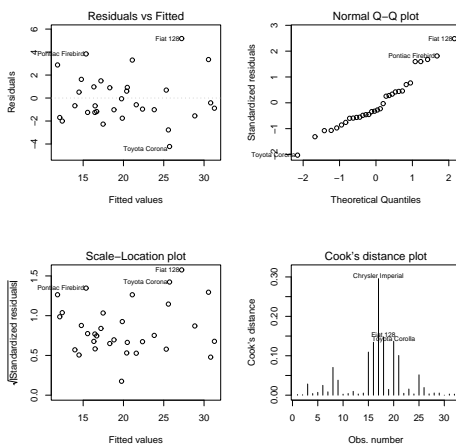 Residuals vs Fitted
Fiat 128
Pontiac Firebird
Toyota Corona
6
4
2
0
−2
−4
Residuals
15 20 25 30
Fitted values
Normal Q−Q plot
Fiat 128
Pontiac Firebird
Toyota Corona
3
2
1
0
−1
−2
Standardized residuals
−2 −1 0 1 2
Theoretical Quantiles
Scale−Location plot
Fiat 128
Toyota Corona
Pontiac Firebird
1.5
1.0
0.5
0.0
√|Standardized residuals|
15 20 25 30
Fitted values
Cook's distance plot
Chrysler Imperial
Fiat 128
Toyota Corolla
0.30
0.20
0.10
0.00
Cook's distance
0 5 10 15 20 25 30
Obs. number